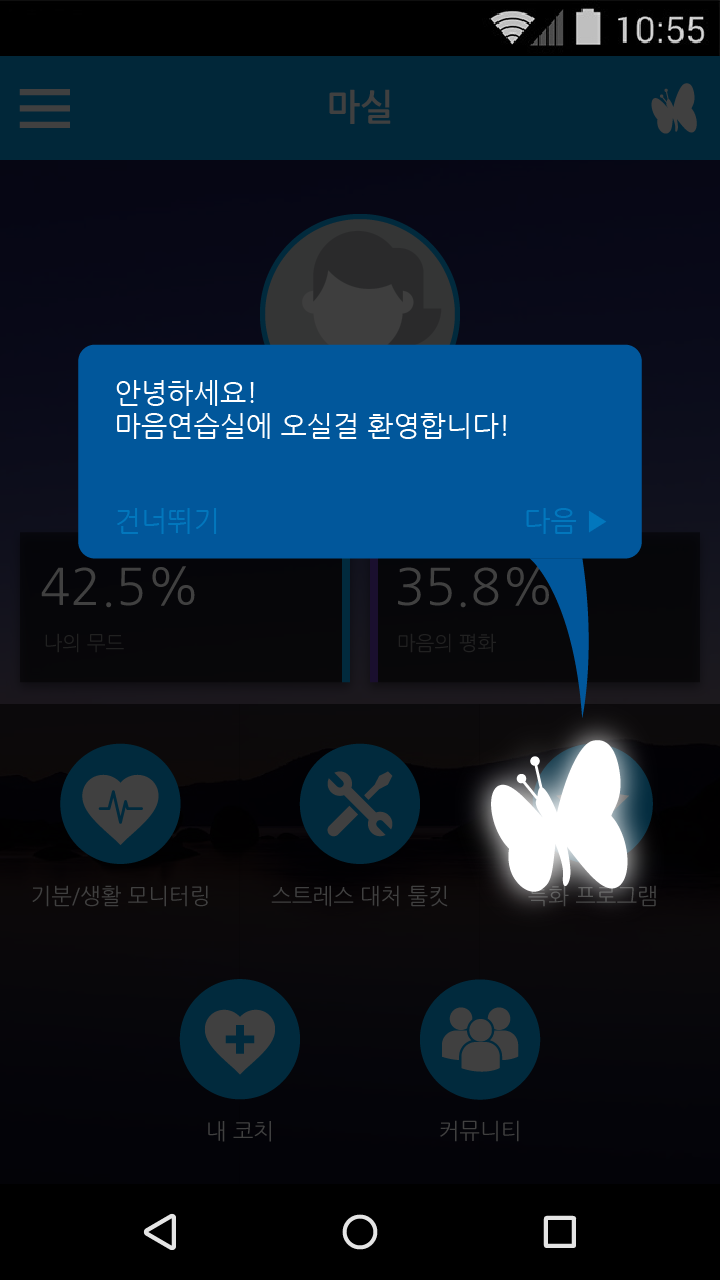 10:55
마실
안녕하세요!
마음연습실에 오실걸 환영합니다!
건너뛰기 다음 ▶
42.5% 35.8%
나의 무드 마음의 평화
기분/생활 모니터링 스트레스 대처 툴킷 특화 프로그램
내 코치 커뮤니티